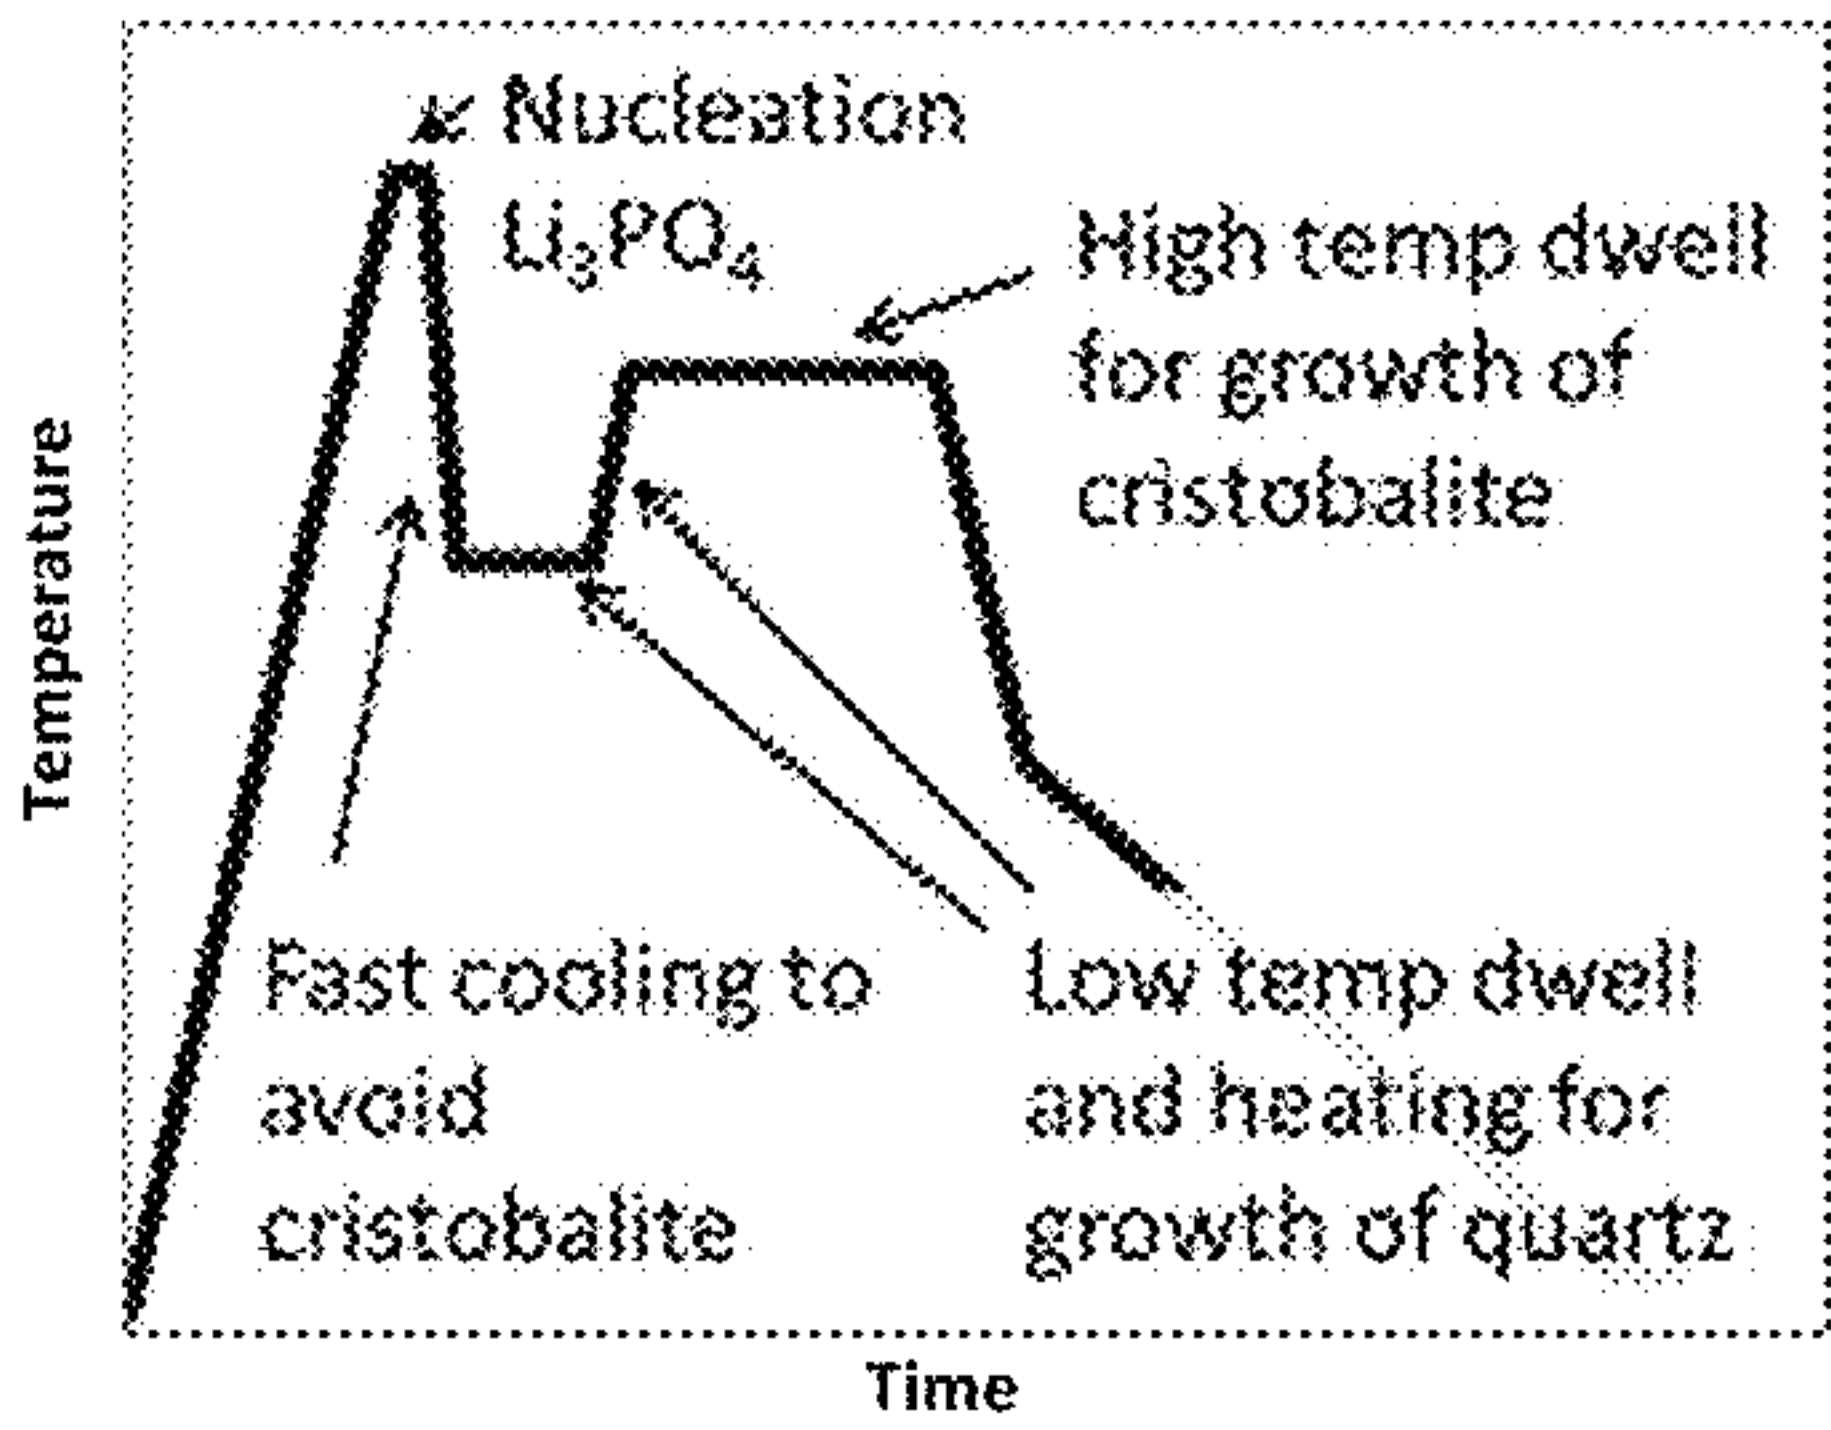 Nucleation
Li₃PO₄
High temp dwell
for growth of
cristobalite
Temperature
Fast cooling to
avoid
cristobalite
Low temp dwell
and heating for
growth of quartz
Time